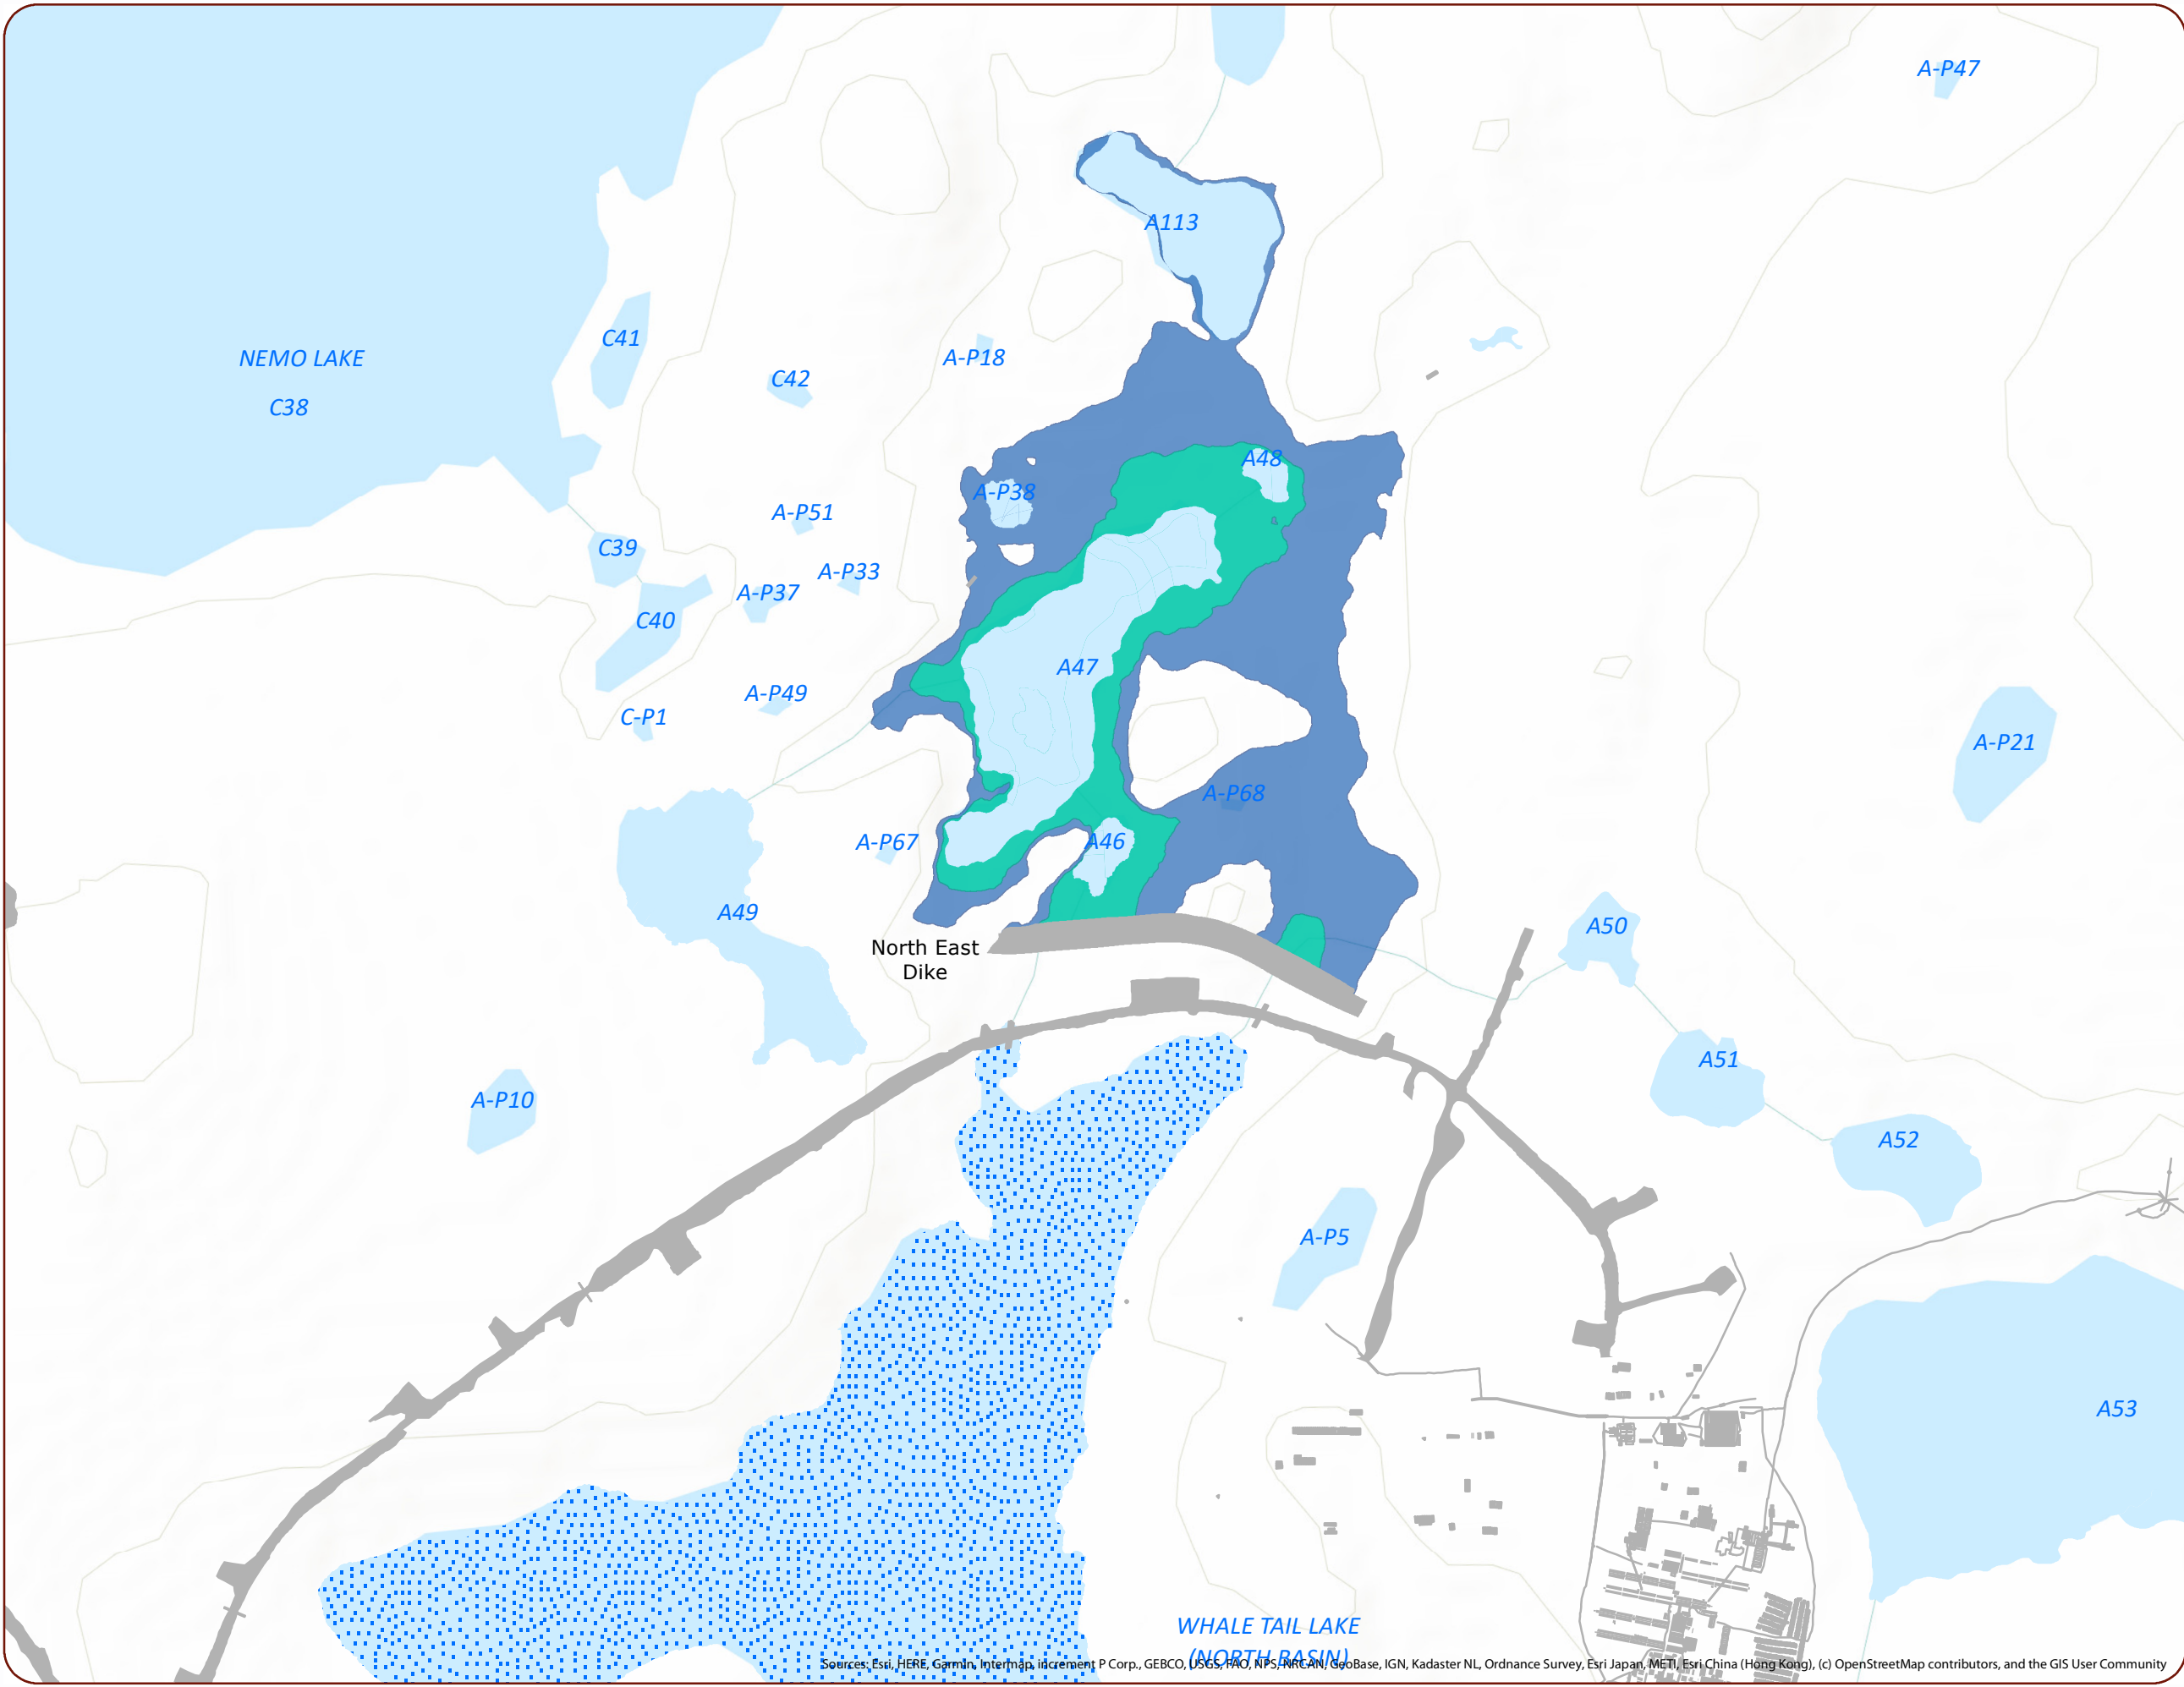 A-P47
A113
NEMO LAKE
C38
C41
C42
A-P18
A48
A-P38
A-P51
C39
A-P33
A-P37
C40
A47
A-P49
C-P1
A-P21
A-P68
A-P67
A46
A49
A50
North East
Dike
A51
A-P10
A52
A-P5
A53
WHALE TAIL LAKE
(NORTH BASIN)
Sources: Esri, HERE, Garmin, Intermap, increment P Corp., GEBCO, USGS, FAO, NPS, NRCAN, GeoBase, IGN, Kadaster NL, Ordnance Survey, Esri Japan, METI, Esri China (Hong Kong), (c) OpenStreetMap contributors, and the GIS User Community